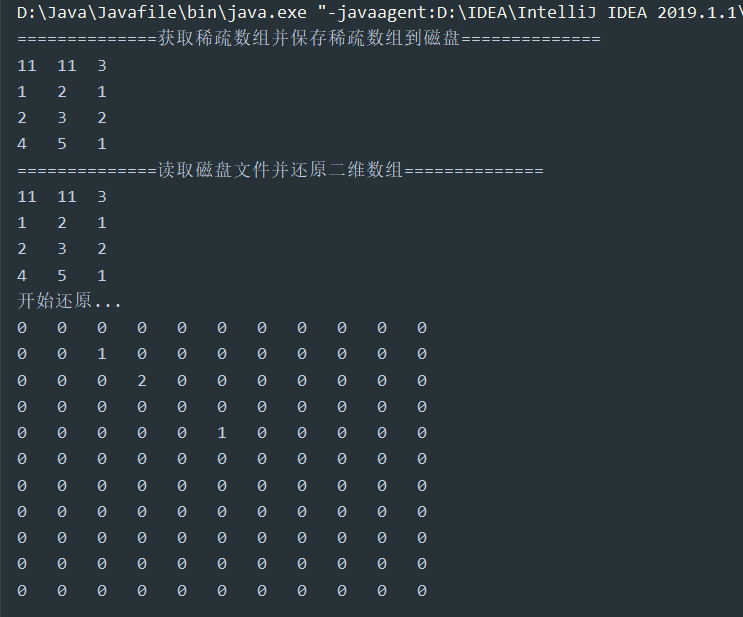 D:\Java\Javafile\bin\java.exe "-javaagent:D:\IDEA\IntelliJ IDEA 2019.1.1\
==============获取稀疏数组并保存稀疏数组到磁盘==============
11 11 3
1 2 1
2 3 2
4 5 1
==============读取磁盘文件并还原二维数组==============
11 11 3
1 2 1
2 3 2
4 5 1
开始还原...
0 0 0 0 0 0 0 0 0 0 0
0 0 1 0 0 0 0 0 0 0 0
0 0 0 2 0 0 0 0 0 0 0
0 0 0 0 0 0 0 0 0 0 0
0 0 0 0 0 1 0 0 0 0 0
0 0 0 0 0 0 0 0 0 0 0
0 0 0 0 0 0 0 0 0 0 0
0 0 0 0 0 0 0 0 0 0 0
0 0 0 0 0 0 0 0 0 0 0
0 0 0 0 0 0 0 0 0 0 0
0 0 0 0 0 0 0 0 0 0 0